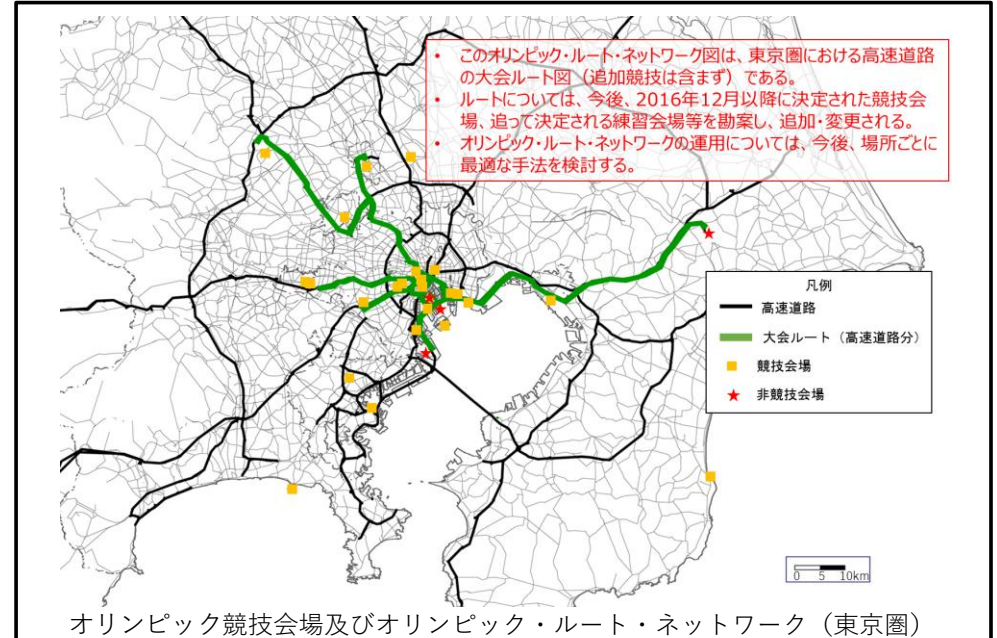 • このオリンピック・ルート・ネットワーク図は、東京圏における高速道路
の大会ルート図（追加競技は含まず）である。
• ルートについては、今後、2016年12月以降に決定された競技会
場、追って決定される練習会場等を勘案し、追加・変更される。
• オリンピック・ルート・ネットワークの運用については、今後、場所ごとに
最適な手法を検討する。
凡例
高速道路
大会ルート（高速道路分）
競技会場
非競技会場
0 5 10km
オリンピック競技会場及びオリンピック・ルート・ネットワーク（東京圏）